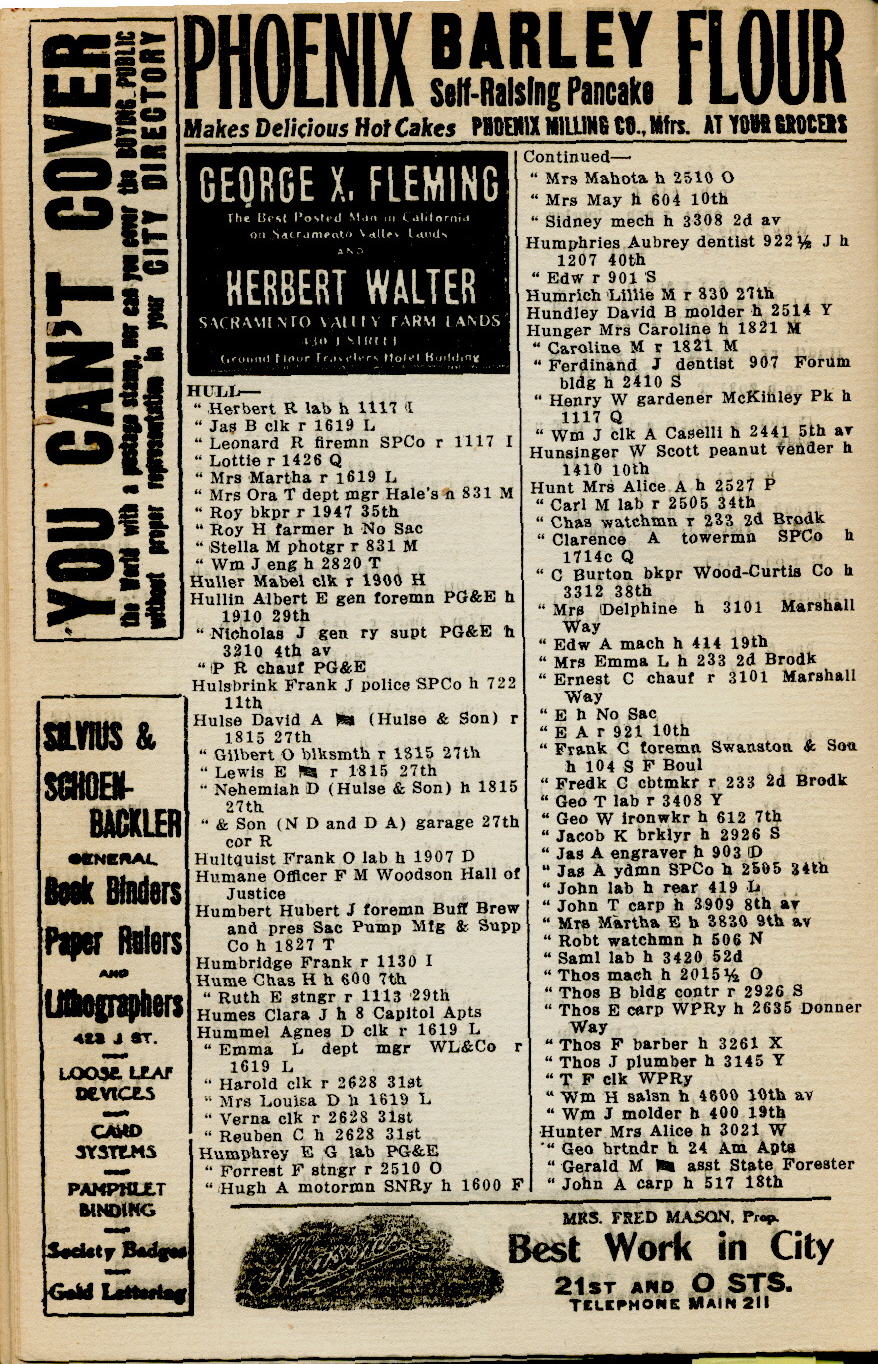 PHOENIX BARLEY FLOUR
Self-Raising Pancake
Makes Delicious Hot Cakes PHOENIX MILLING CO., Mfrs. AT YOUR GROCERS
YOU CAN'T COVER
the World with a postage stamp, nor can you cover the BUYING PUBLIC
without proper representation in your CITY DIRECTORY
SILVIUS &
SCHOEN-
BACKLER
GENERAL
Book Binders
Paper Rulers
AND
Lithographers
423 J ST.
LOOSE LEAF
DEVICES
CARD
SYSTEMS
PAMPHLET
BINDING
Society Badges
Gold Lettering
GEORGE X. FLEMING
The Best Posted Man in California
on Sacramento Valley Lands
AND
HERBERT WALTER
SACRAMENTO VALLEY FARM LANDS
430 J STREET
Ground Floor Travelers Hotel Building
HULL—
" Herbert R lab h 1117 I
" Jas B clk r 1619 L
" Leonard R firemn SPCo r 1117 I
" Lottie r 1426 Q
" Mrs Martha r 1619 L
" Mrs Ora T dept mgr Hale's n 831 M
" Roy bkpr r 1947 35th
" Roy H farmer h No Sac
" Stella M photgr r 831 M
" Wm J eng h 2820 T
Huller Mabel clk r 1900 H
Hullin Albert E gen foremn PG&E h
1910 29th
" Nicholas J gen ry supt PG&E h
3210 4th av
" P R chauf PG&E
Hulsbrink Frank J police SPCo h 722
11th
Hulse David A (Hulse & Son) r
1815 27th
" Gilbert O blksmth r 1815 27th
" Lewis E r 1815 27th
" Nehemiah D (Hulse & Son) h 1815
27th
" & Son (N D and D A) garage 27th
cor R
Hultquist Frank O lab h 1907 D
Humane Officer F M Woodson Hall of
Justice
Humbert Hubert J foremn Buff Brew
and pres Sac Pump Mfg & Supp
Co h 1827 T
Humbridge Frank r 1130 I
Hume Chas H h 600 7th
" Ruth E stngr r 1113 29th
Humes Clara J h 8 Capitol Apts
Hummel Agnes D clk r 1619 L
" Emma L dept mgr WL&Co r
1619 L
" Harold clk r 2628 31st
" Mrs Louisa D h 1619 L
" Verna clk r 2628 31st
" Reuben C h 2628 31st
Humphrey E G lab PG&E
" Forrest F stngr r 2510 O
" Hugh A motormn SNRy h 1600 F
Continued—
" Mrs Mahota h 2510 O
" Mrs May h 604 10th
" Sidney mech h 3308 2d av
Humphries Aubrey dentist 922½ J h
1207 40th
" Edw r 901 S
Humrich Lillie M r 830 27th
Hundley David B molder h 2514 Y
Hunger Mrs Caroline h 1821 M
" Caroline M r 1821 M
" Ferdinand J dentist 907 Forum
bldg h 2410 S
" Henry W gardener McKinley Pk h
1117 Q
" Wm J clk A Caselli h 2441 5th av
Hunsinger W Scott peanut vender h
1410 10th
Hunt Mrs Alice A h 2527 P
" Carl M lab r 2505 34th
" Chas watchmn r 233 2d Brodk
" Clarence A towermn SPCo h
1714c Q
" C Burton bkpr Wood-Curtis Co h
3312 38th
" Mrs Delphine h 3101 Marshall
Way
" Edw A mach h 414 19th
" Mrs Emma L h 233 2d Brodk
" Ernest C chauf r 3101 Marshall
Way
" E h No Sac
" E A r 921 10th
" Frank C foremn Swanston & Son
h 104 S F Boul
" Fredk C cbtmkr r 233 2d Brodk
" Geo T lab r 3408 Y
" Geo W ironwkr h 612 7th
" Jacob K brklyr h 2926 S
" Jas A engraver h 903 D
" Jas A ydmn SPCo h 2505 34th
" John lab h rear 419 L
" John T carp h 3909 8th av
" Mrs Martha E h 3830 9th av
" Robt watchmn h 506 N
" Saml lab h 3420 52d
" Thos mach h 2015½ O
" Thos B bldg contr r 2926 S
" Thos E carp WPRy h 2635 Donner
Way
" Thos F barber h 3261 X
" Thos J plumber h 3145 Y
" T F clk WPRy
" Wm H salsn h 4600 10th av
" Wm J molder h 400 19th
Hunter Mrs Alice h 3021 W
" Geo brtndr h 24 Am Apts
" Gerald M asst State Forester
" John A carp h 517 18th
Mason's
MRS. FRED MASON, Prop.
Best Work in City
21ST AND O STS.
TELEPHONE MAIN 211